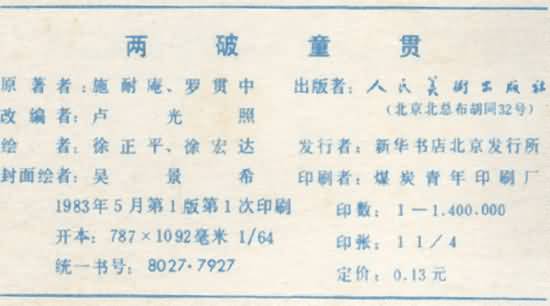 两破童贯
原著者：施耐庵、罗贯中
改编者：卢光照
绘者：徐正平、徐宏达
封面绘者：吴景希
1983年5月第1版第1次印刷
开本：787×1092毫米 1/64
统一书号：8027·7927
出版者：人民美术出版社
（北京北总布胡同32号）
发行者：新华书店北京发行所
印刷者：煤炭青年印刷厂
印数：1—1.400.000
印张：1 1／4
定价：0.13元